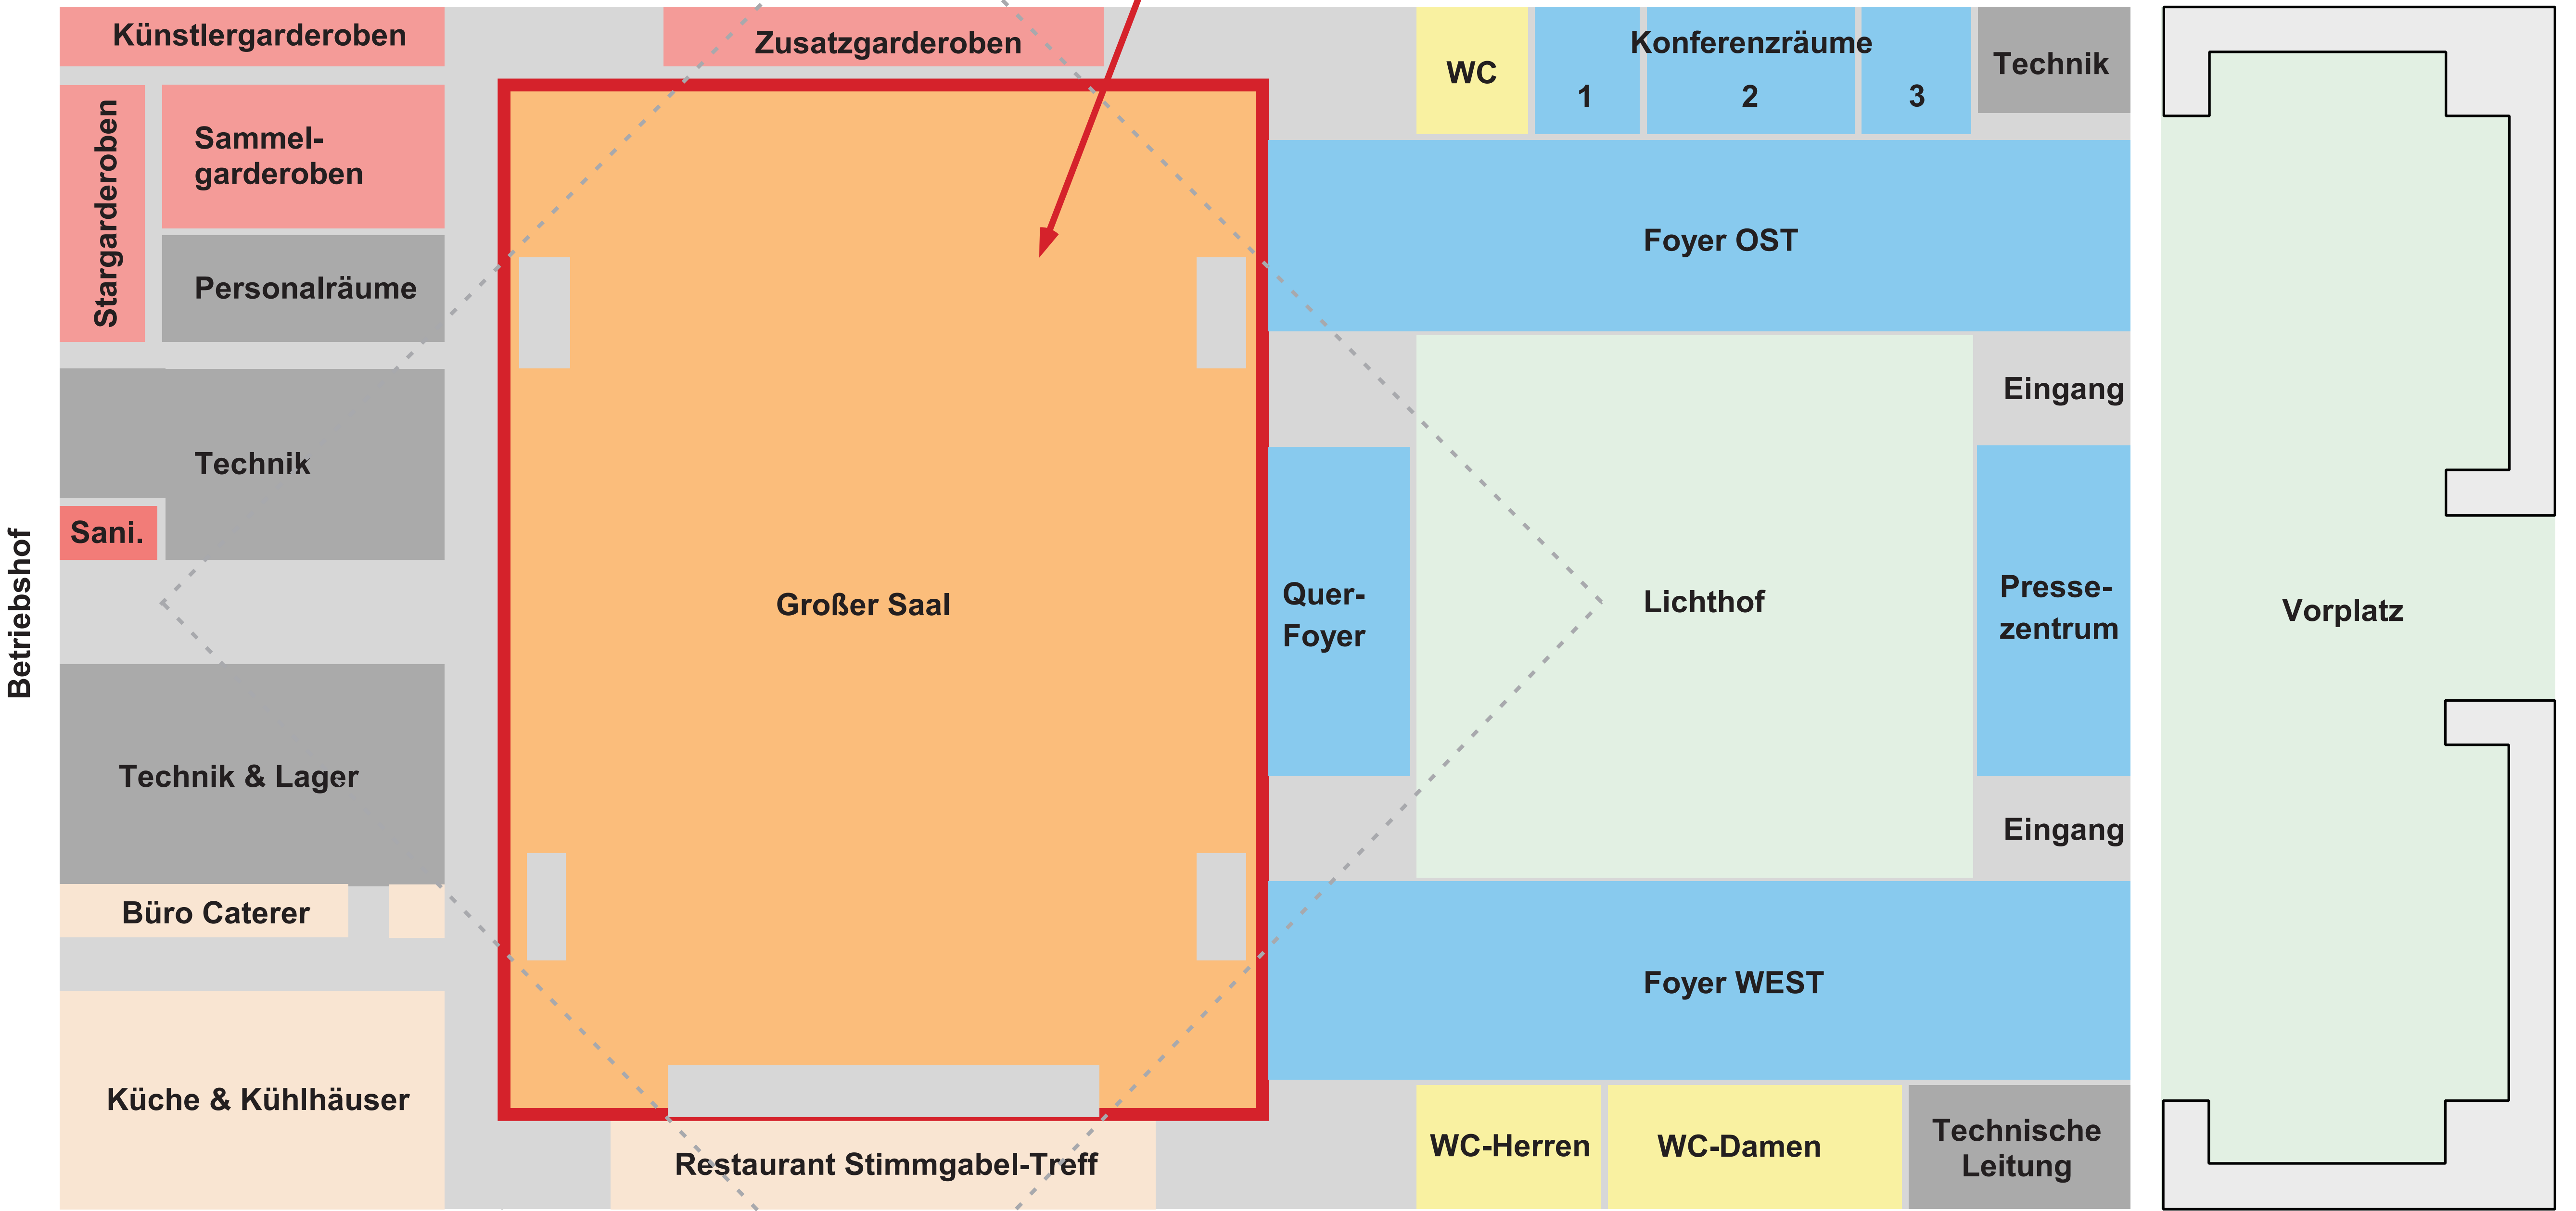 Künstlergarderoben
Zusatzgarderoben
Konferenzräume
WC
1
2
3
Technik
Stargarderoben
Sammel-
garderoben
Personalräume
Foyer OST
Eingang
Technik
Sani.
Betriebshof
Großer Saal
Quer-
Foyer
Lichthof
Presse-
zentrum
Vorplatz
Technik & Lager
Eingang
Büro Caterer
Foyer WEST
Küche & Kühlhäuser
Restaurant Stimmgabel-Treff
WC-Herren
WC-Damen
Technische
Leitung